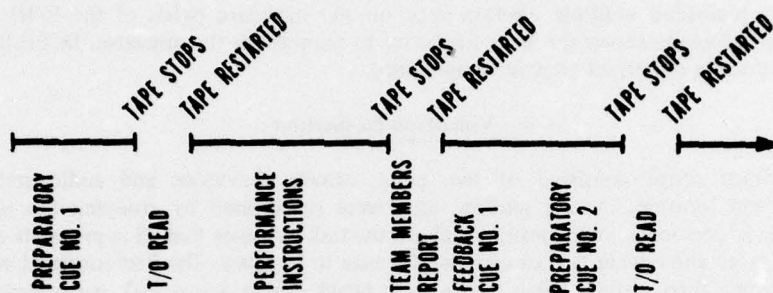 TAPE STOPS
TAPE RESTARTED
TAPE STOPS
TAPE RESTARTED
TAPE STOPS
TAPE RESTARTED
PREPARATORY
CUE NO. 1
T/O READ
PERFORMANCE
INSTRUCTIONS
TEAM MEMBERS
REPORT
FEEDBACK
CUE NO. 1
PREPARATORY
CUE NO. 2
T/O READ